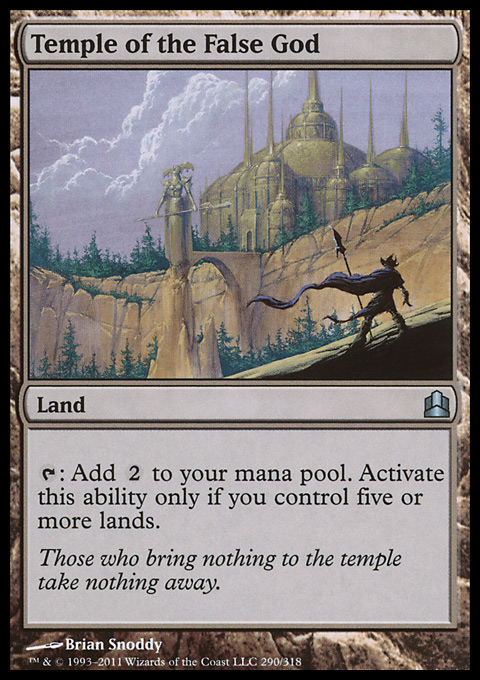 Temple of the False God
Land
: Add 2 to your mana pool. Activate
this ability only if you control five or
more lands.
Those who bring nothing to the temple
take nothing away.
Brian Snoddy
™ & © 1993–2011 Wizards of the Coast LLC 290/318